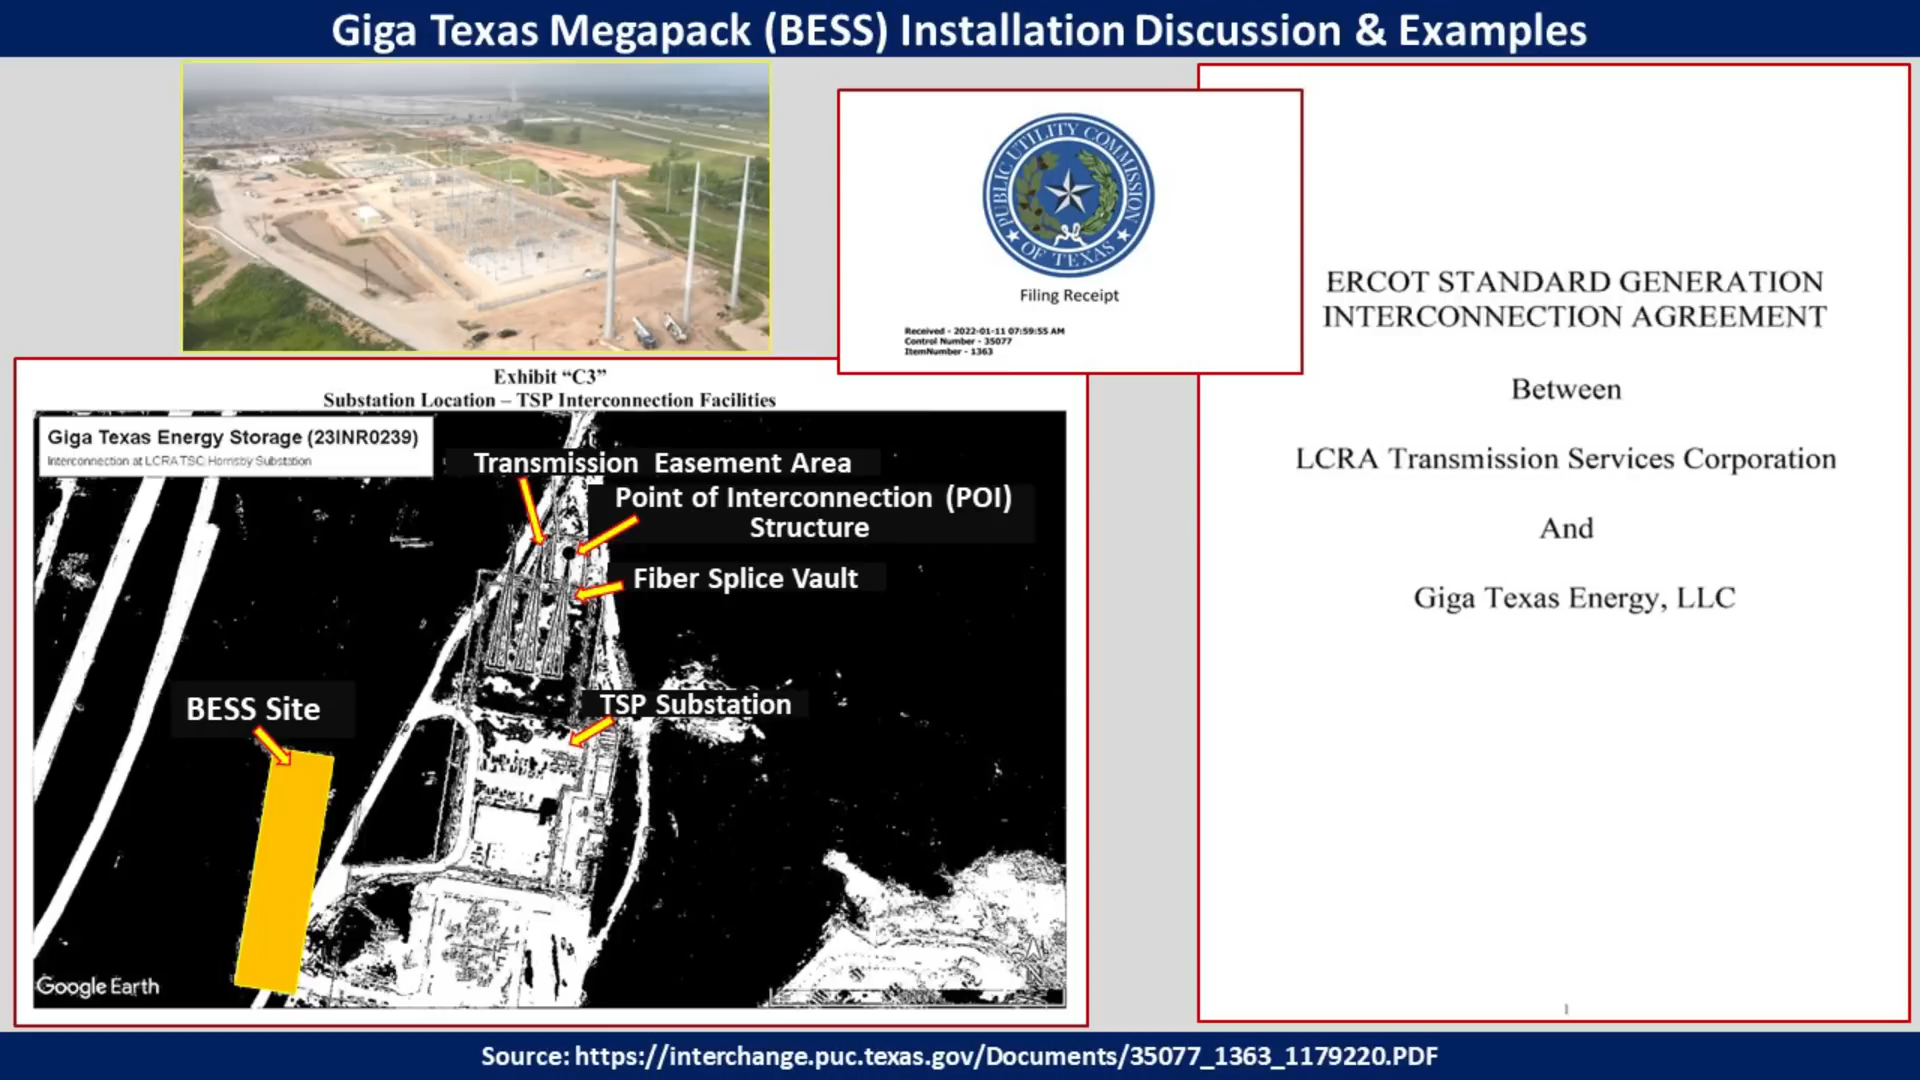 Giga Texas Megapack (BESS) Installation Discussion & Examples
PUBLIC UTILITY COMMISSION
OF TEXAS
Filing Receipt
Received - 2022-01-11 07:59:55 AM
Control Number - 35077
ItemNumber - 1363
ERCOT STANDARD GENERATION
INTERCONNECTION AGREEMENT
Between
LCRA Transmission Services Corporation
And
Giga Texas Energy, LLC
1
Exhibit “C3”
Substation Location – TSP Interconnection Facilities
Giga Texas Energy Storage (23INR0239)
Interconnection at LCRA TSC Hornsby Substation
Transmission Easement Area
Point of Interconnection (POI)
Structure
Fiber Splice Vault
BESS Site
TSP Substation
Google Earth
N
Source: https://interchange.puc.texas.gov/Documents/35077_1363_1179220.PDF